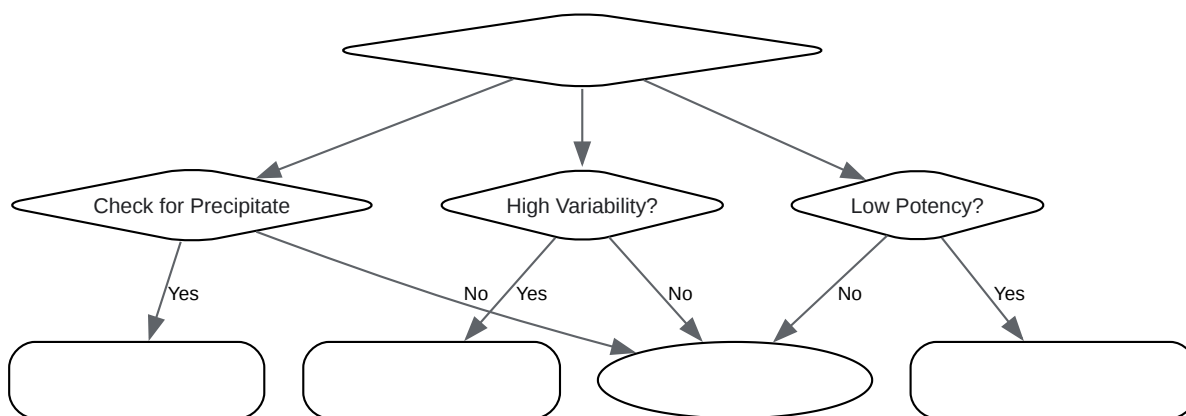 Check for Precipitate
High Variability?
Low Potency?
Yes
No
Yes
No
No
Yes